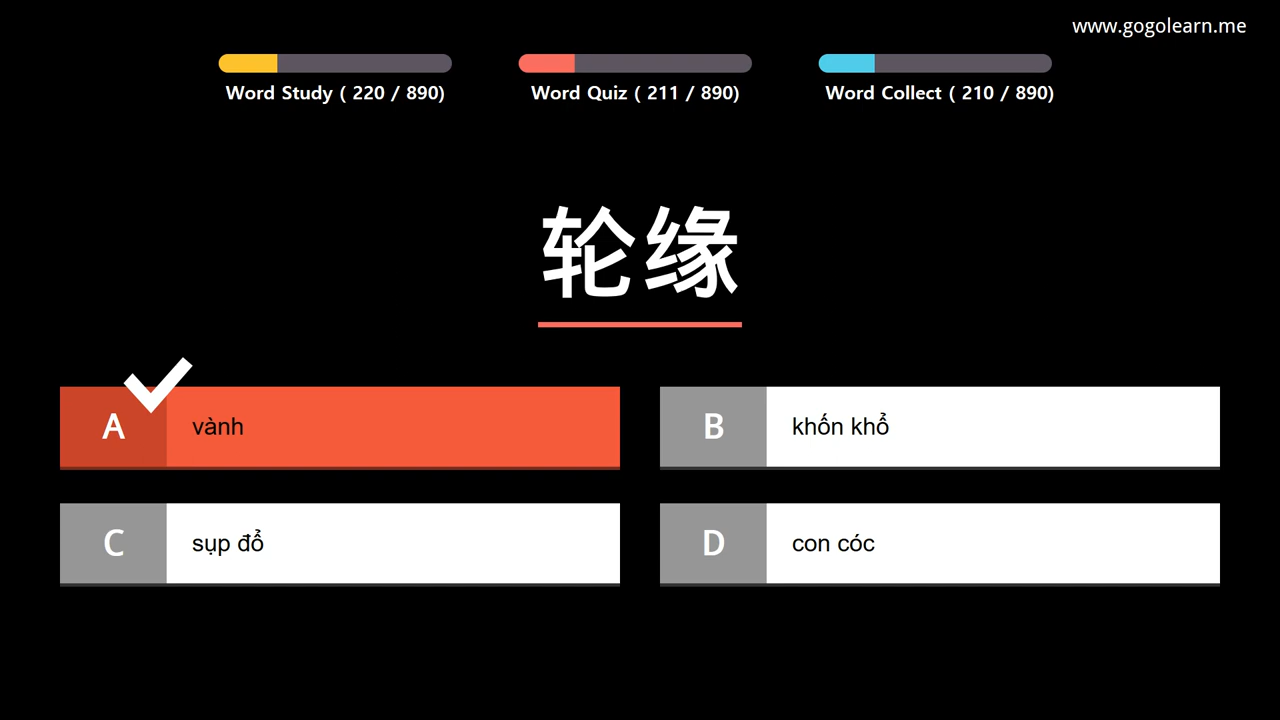 www.gogolearn.me
Word Study ( 220 / 890)
Word Quiz ( 211 / 890)
Word Collect ( 210 / 890)
轮缘
A vành
B khốn khổ
C sụp đổ
D con cóc